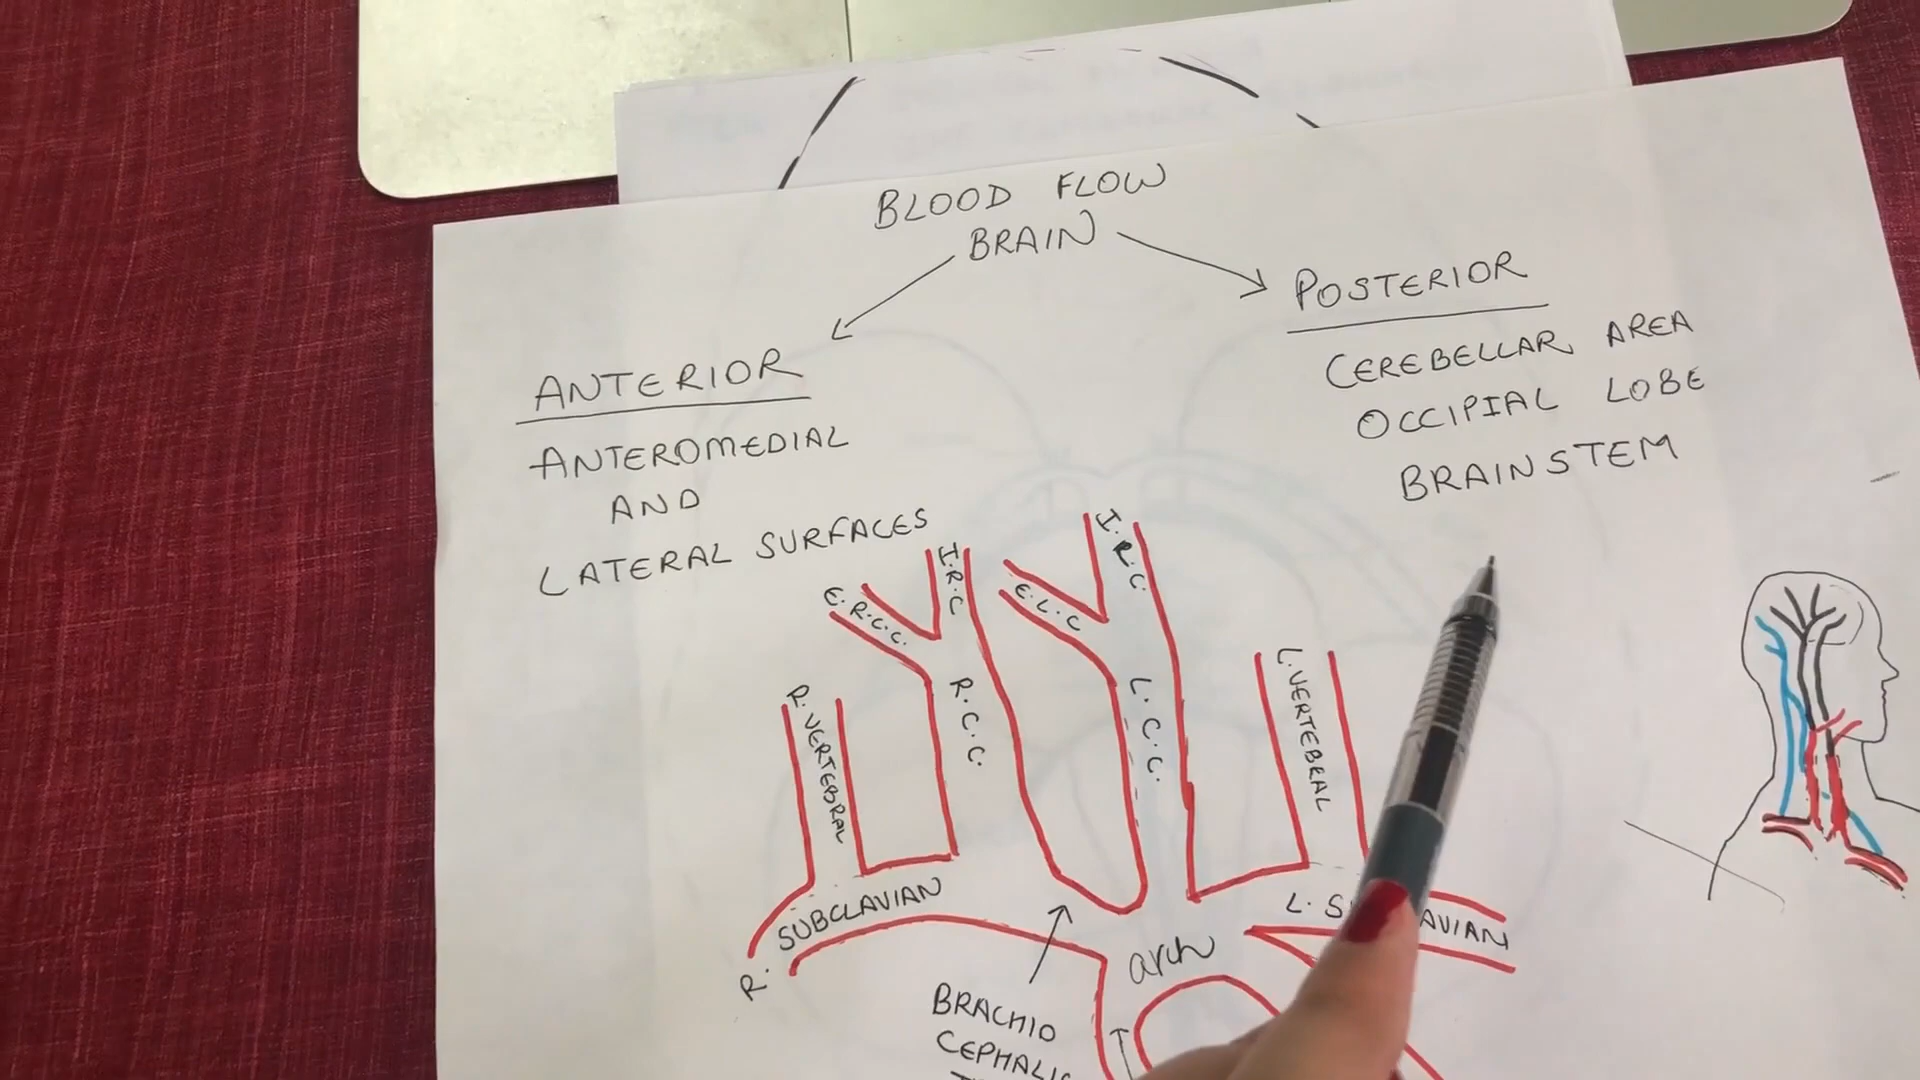 BLOOD FLOW
BRAIN
POSTERIOR
CEREBELLAR AREA
OCCIPIAL LOBE
BRAINSTEM
ANTERIOR
ANTEROMEDIAL
AND
LATERAL SURFACES
E.R.C.C.
I.R.C
E.L.C
I.R.C.
R. VERTEBRAL
R.C.C.
L.C.C.
L.VERTEBRAL
R. SUBCLAVIAN
L. S AVIAN
arch
BRACHIO
CEPHALIC